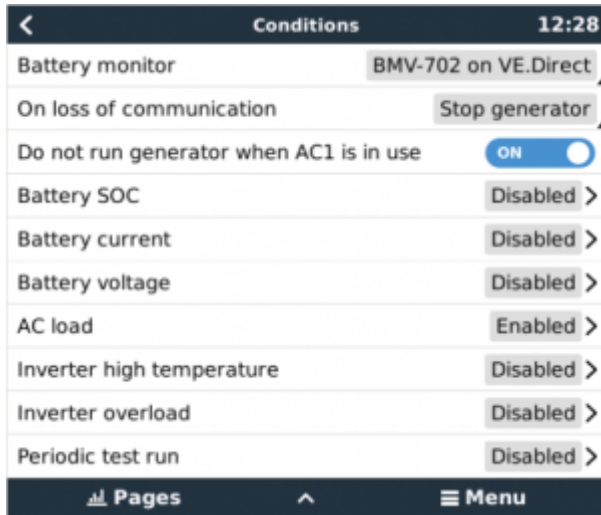 Conditions 12:28
Battery monitor BMV-702 on VE.Direct
On loss of communication Stop generator
Do not run generator when AC1 is in use ON
Battery SOC Disabled
Battery current Disabled
Battery voltage Disabled
AC load Enabled
Inverter high temperature Disabled
Inverter overload Disabled
Periodic test run Disabled
Pages Menu